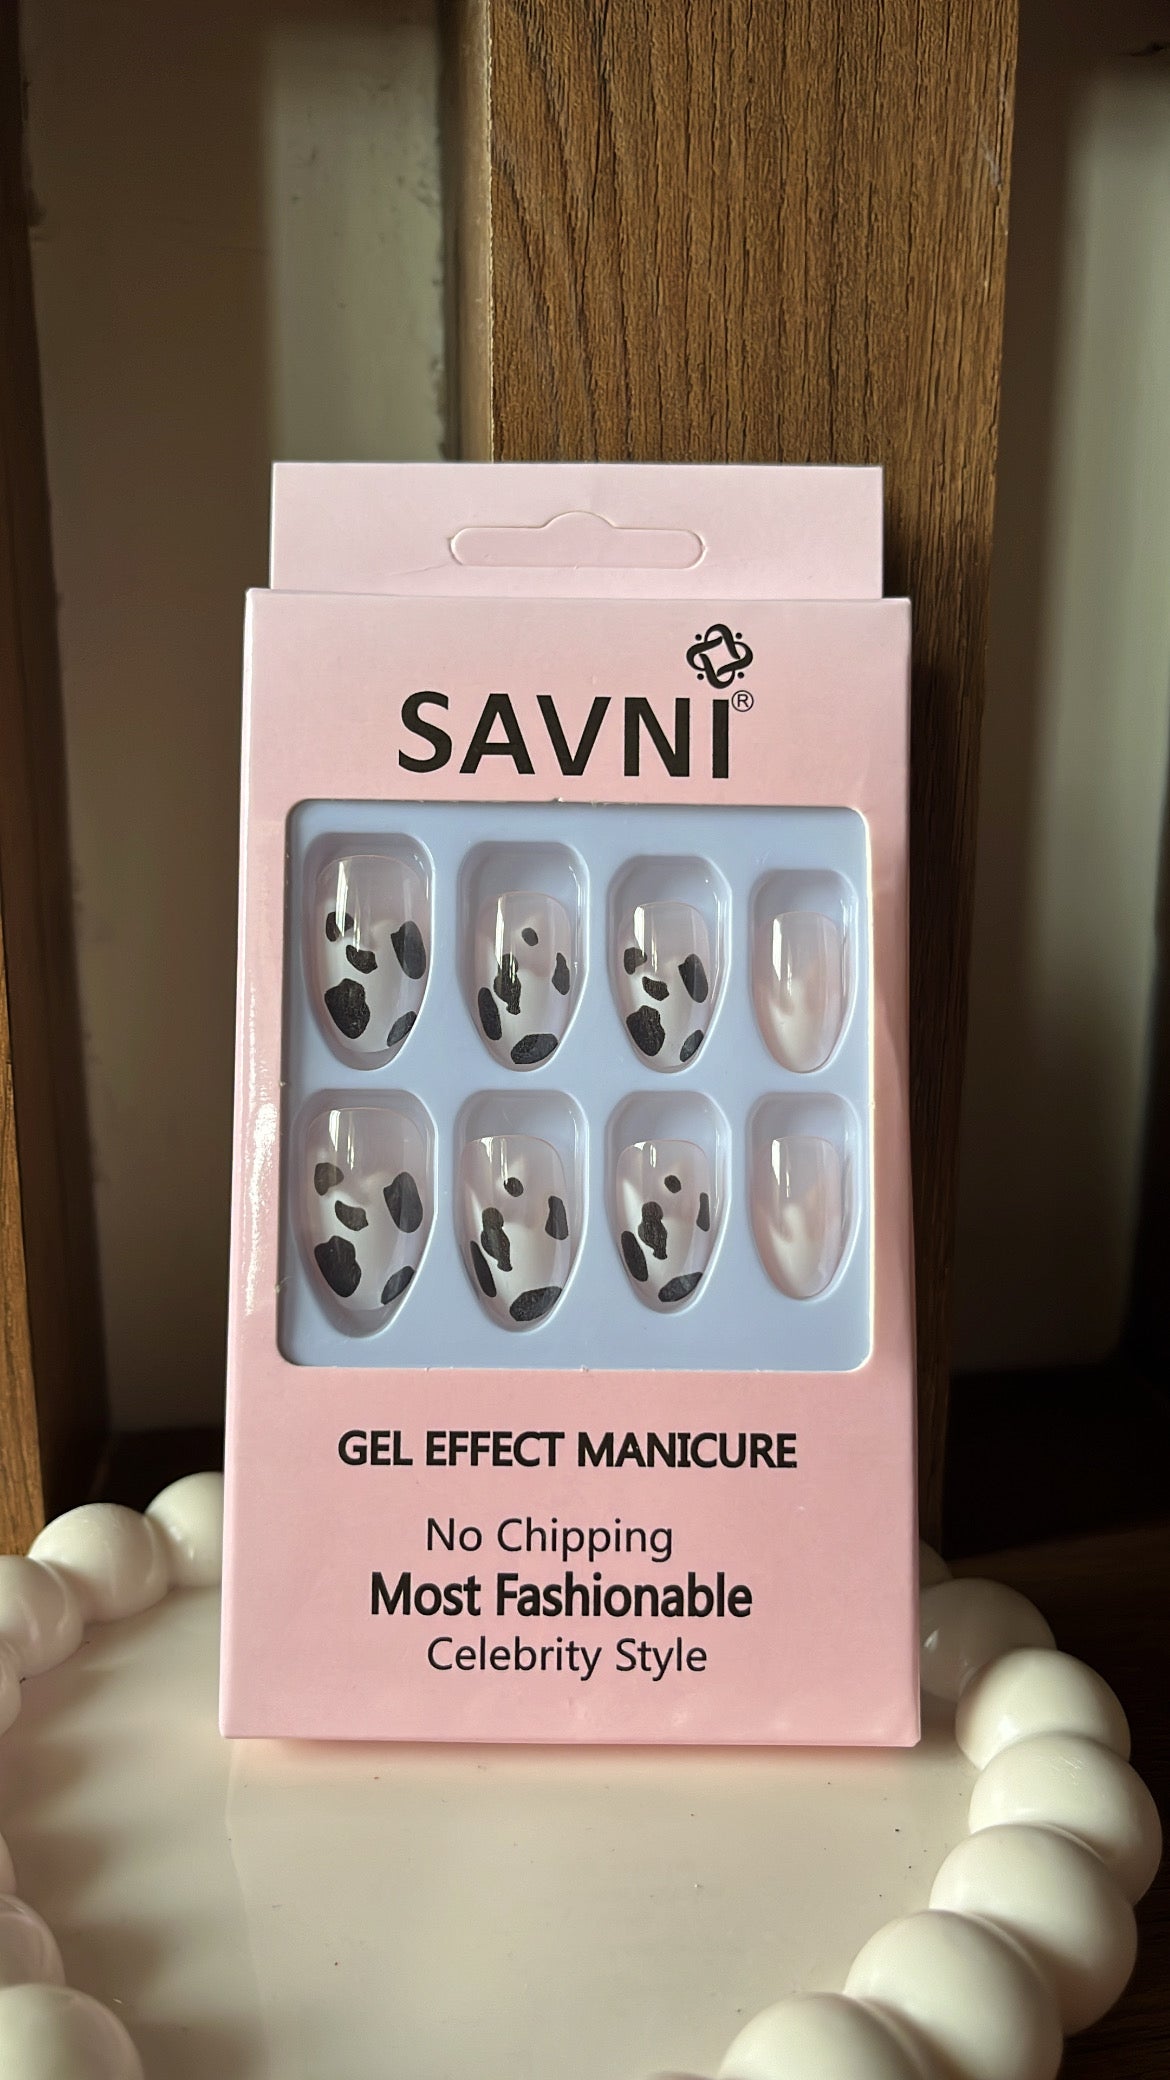 SAVNI®
GEL EFFECT MANICURE
No Chipping
Most Fashionable
Celebrity Style